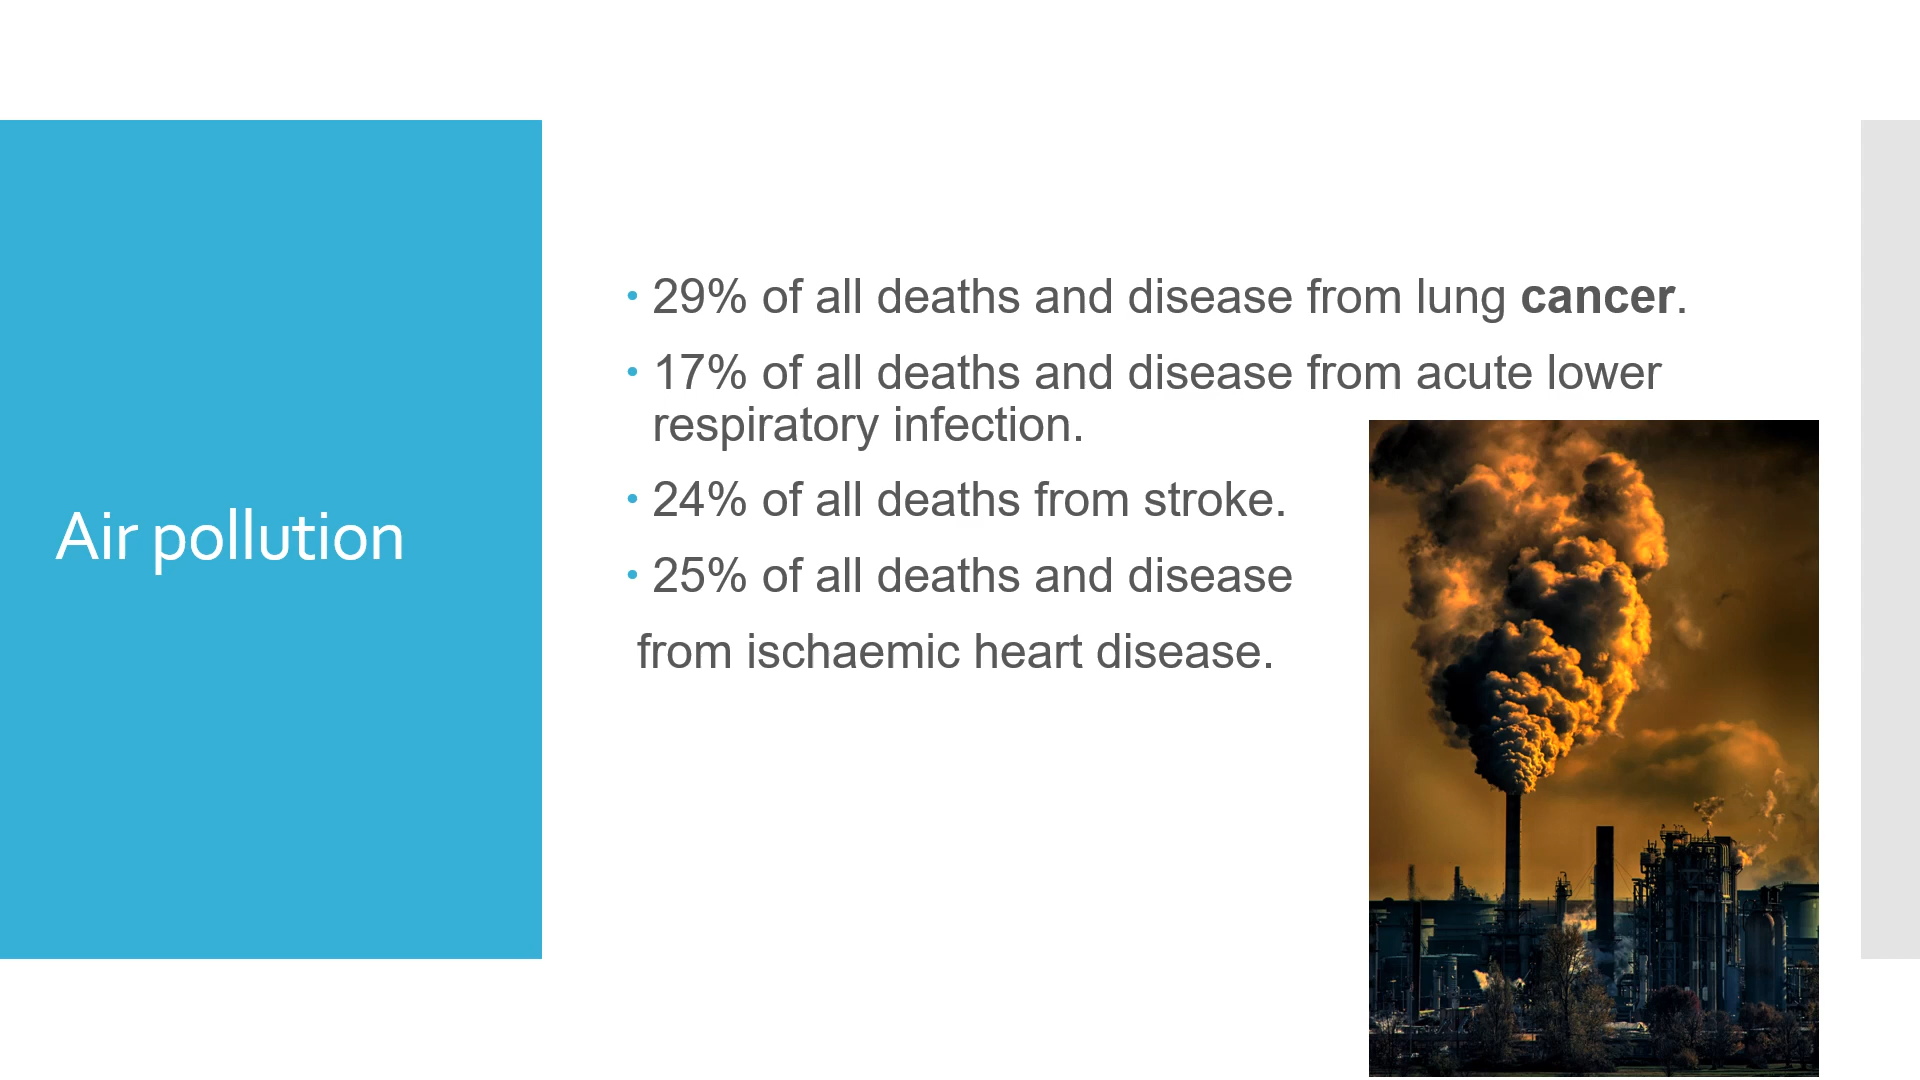 Air pollution
• 29% of all deaths and disease from lung cancer.
• 17% of all deaths and disease from acute lower
respiratory infection.
• 24% of all deaths from stroke.
• 25% of all deaths and disease
from ischaemic heart disease.